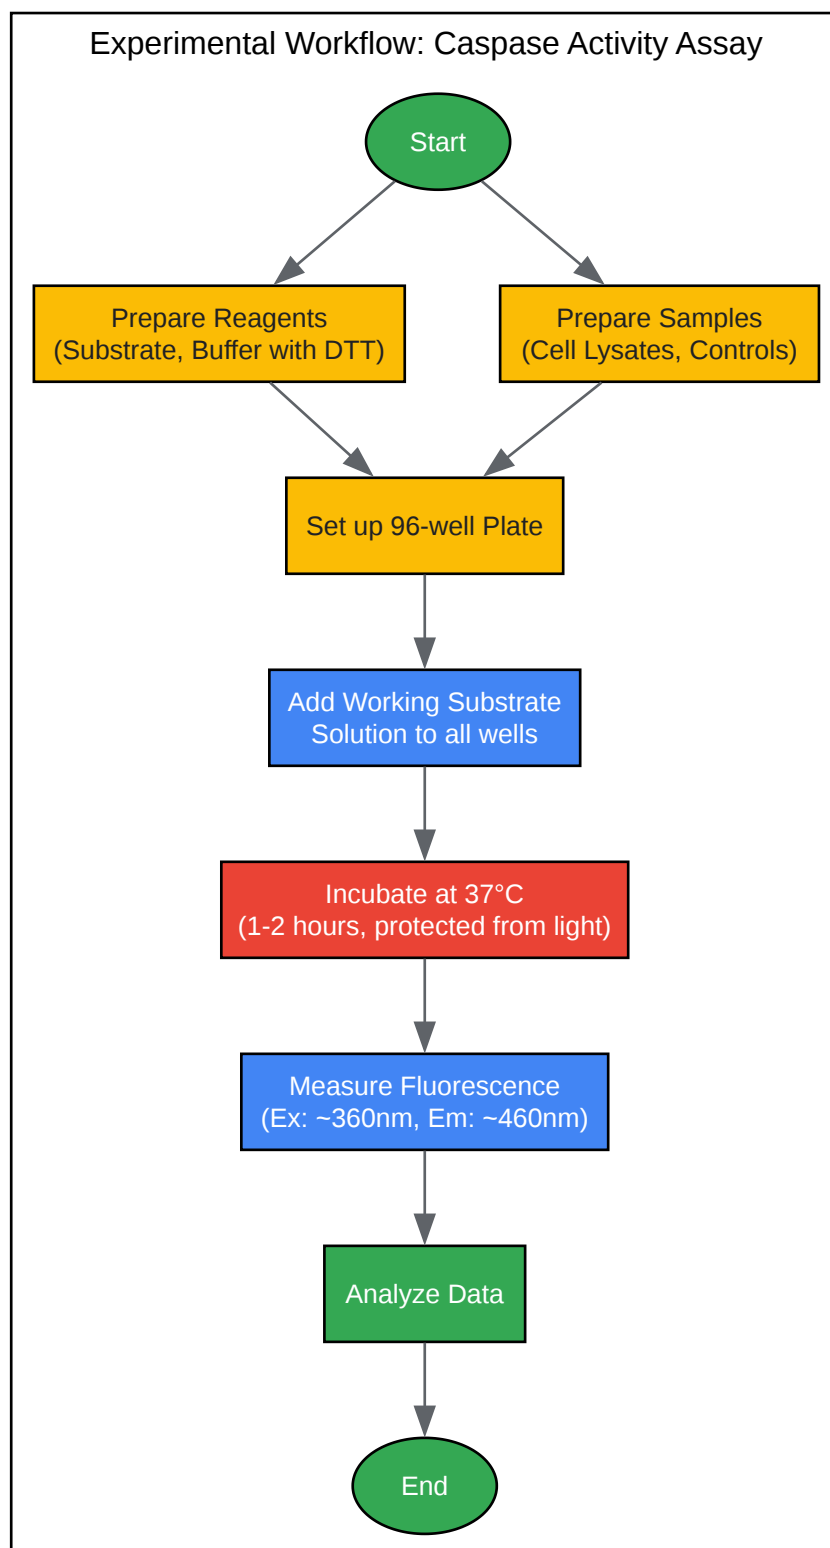 Experimental Workflow: Caspase Activity Assay
Start
Prepare Reagents
(Substrate, Buffer with DTT)
Prepare Samples
(Cell Lysates, Controls)
Set up 96-well Plate
Add Working Substrate
Solution to all wells
Incubate at 37°C
(1-2 hours, protected from light)
Measure Fluorescence
(Ex: ~360nm, Em: ~460nm)
Analyze Data
End